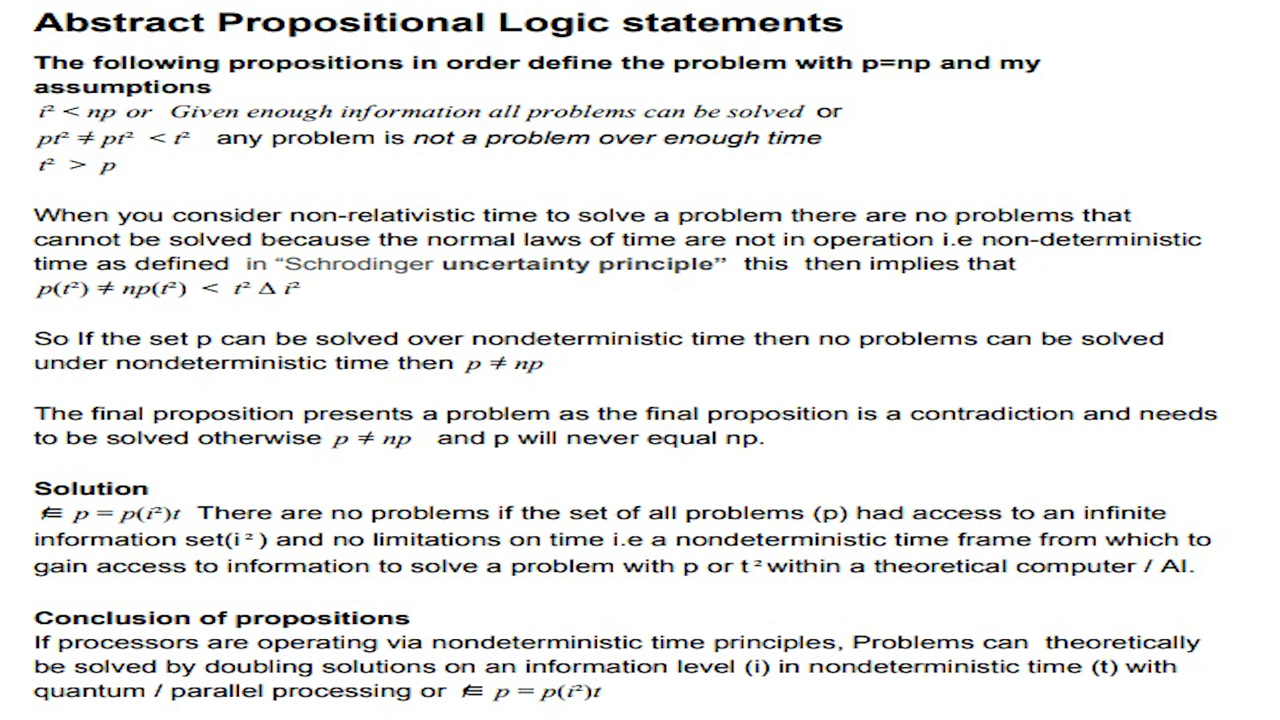 Abstract Propositional Logic statements
The following propositions in order define the problem with p=np and my
assumptions
i² < np or Given enough information all problems can be solved or
pt² ≠ pt² < t² any problem is not a problem over enough time
t² > p
When you consider non-relativistic time to solve a problem there are no problems that
cannot be solved because the normal laws of time are not in operation i.e non-deterministic
time as defined in “Schrodinger uncertainty principle” this then implies that
p(t²) ≠ np(t²) < t² Δ i²
So If the set p can be solved over nondeterministic time then no problems can be solved
under nondeterministic time then p ≠ np
The final proposition presents a problem as the final proposition is a contradiction and needs
to be solved otherwise p ≠ np and p will never equal np.
Solution
p = p(i²)t There are no problems if the set of all problems (p) had access to an infinite
information set(i ²) and no limitations on time i.e a nondeterministic time frame from which to
gain access to information to solve a problem with p or t ² within a theoretical computer / AI.
Conclusion of propositions
If processors are operating via nondeterministic time principles, Problems can theoretically
be solved by doubling solutions on an information level (i) in nondeterministic time (t) with
quantum / parallel processing or p = p(i²)t